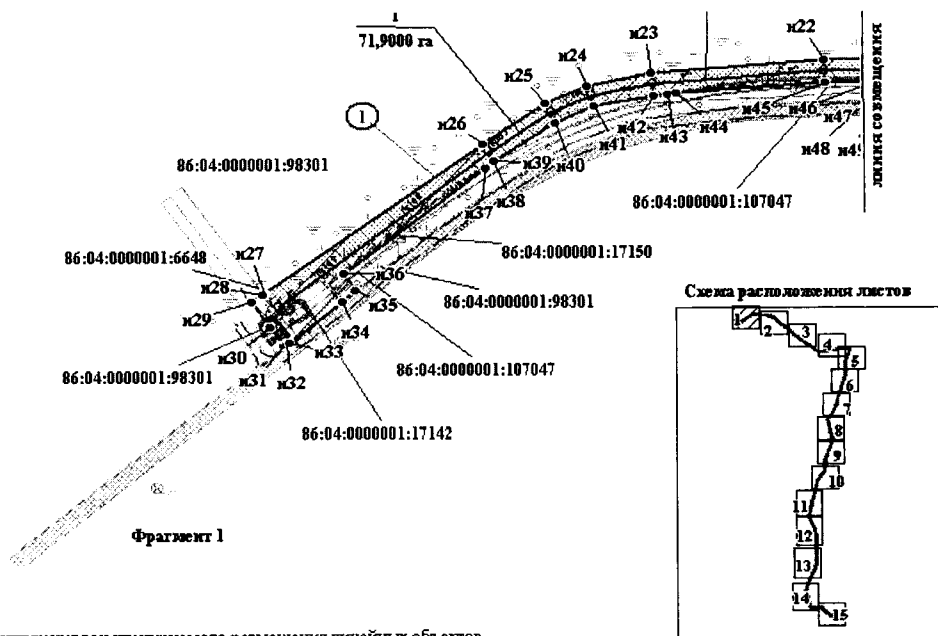 1
71,9000 га
н22
н23
н24
н25
1
н26
н45
н46
н47
н42
н43
н44
н41
н40
н39
н38
н37
н48
линия совмещения
86:04:0000001:98301
86:04:0000001:107047
86:04:0000001:17150
н27
86:04:0000001:6648
н28
н29
н36
н35
н34
86:04:0000001:98301
н30
н33
н31
н32
86:04:0000001:98301
86:04:0000001:107047
86:04:0000001:17142
Фрагмент 1
Схема расположения листов
1
2
3
4
5
6
7
8
9
10
11
12
13
14
15